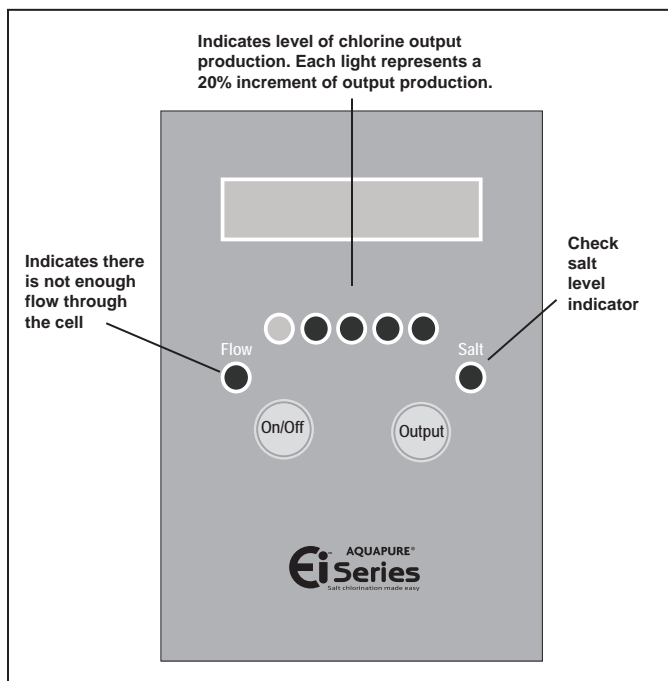 Indicates level of chlorine output
production. Each light represents a
20% increment of output production.
Indicates there
is not enough
flow through
the cell
Check
salt
level
indicator
Flow
Salt
On/Off
Output
AQUAPURE®
Ei™ Series
Salt chlorination made easy